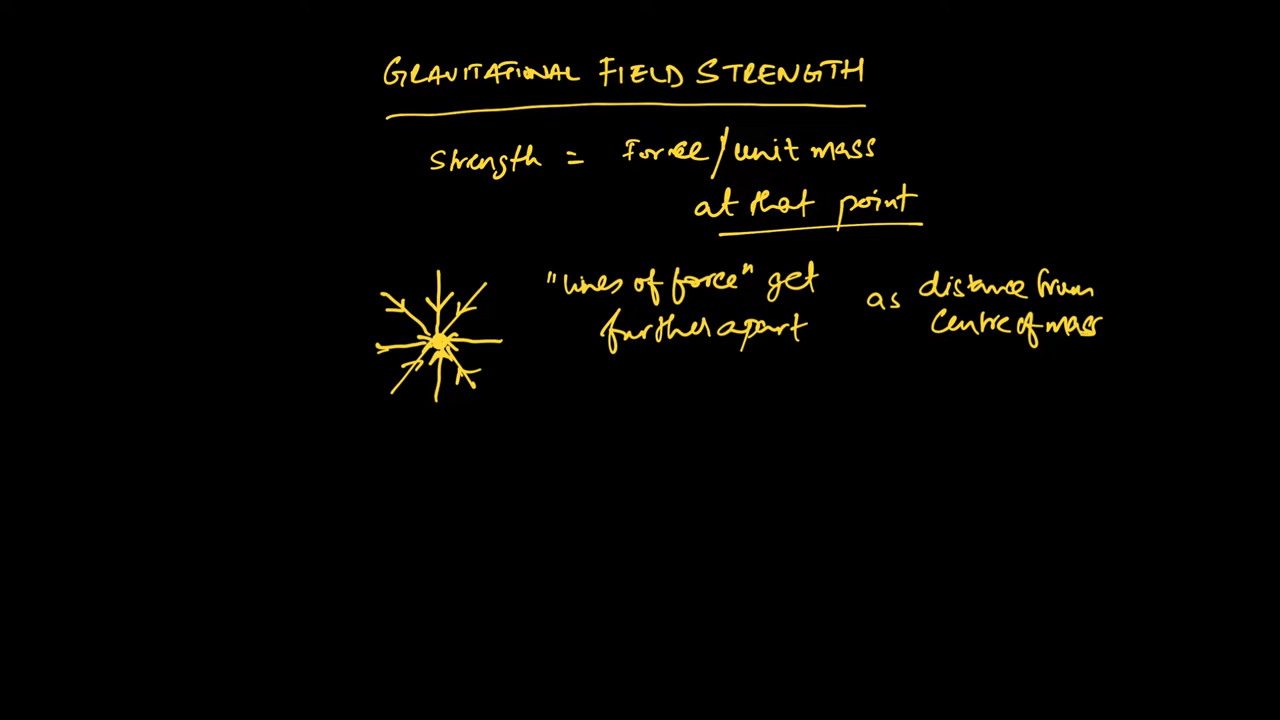 GRAVITATIONAL FIELD STRENGTH
Strength = Force/unit mass
at that point
"lines of force" get
further apart
as distance from
centre of mass